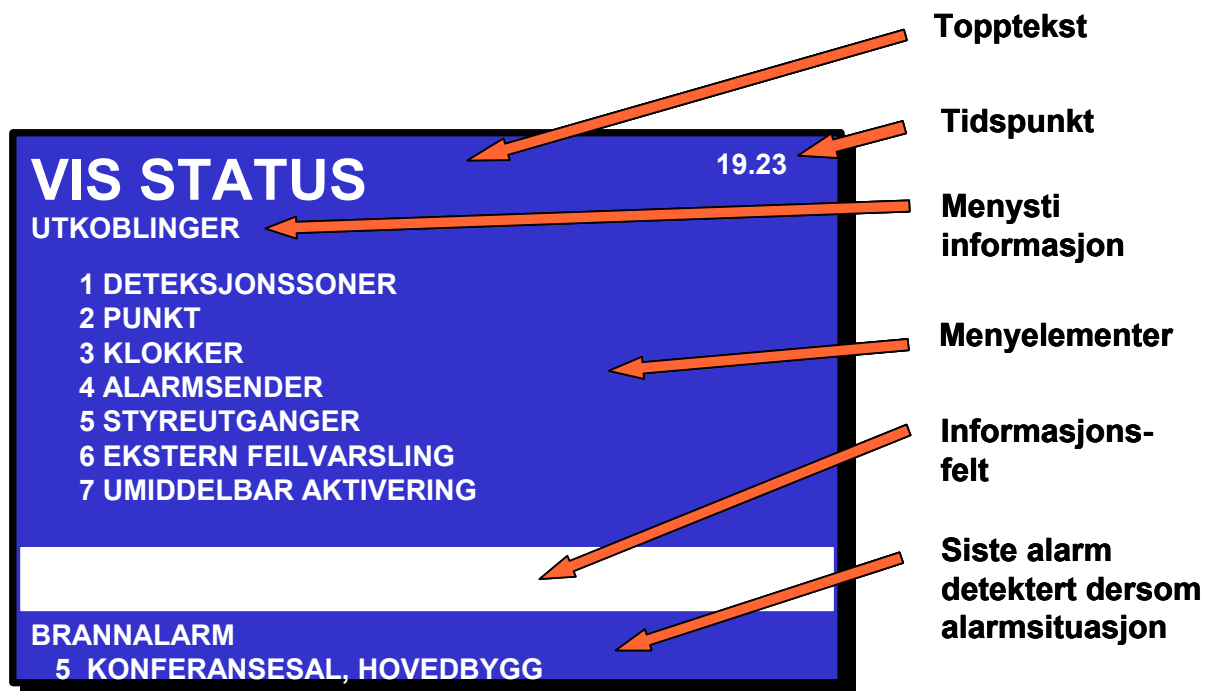 Topptekst
Tidspunkt
VIS STATUS
19.23
UTKOBLINGER
Menysti
informasjon
1 DETEKSJONSSONER
2 PUNKT
3 KLOKKER
4 ALARMSENDER
5 STYREUTGANGER
6 EKSTERN FEILVARSLING
7 UMIDDELBAR AKTIVERING
Menyelementer
Informasjons-
felt
Siste alarm
detektert dersom
alarmsituasjon
BRANNALARM
5 KONFERANSESAL, HOVEDBYGG